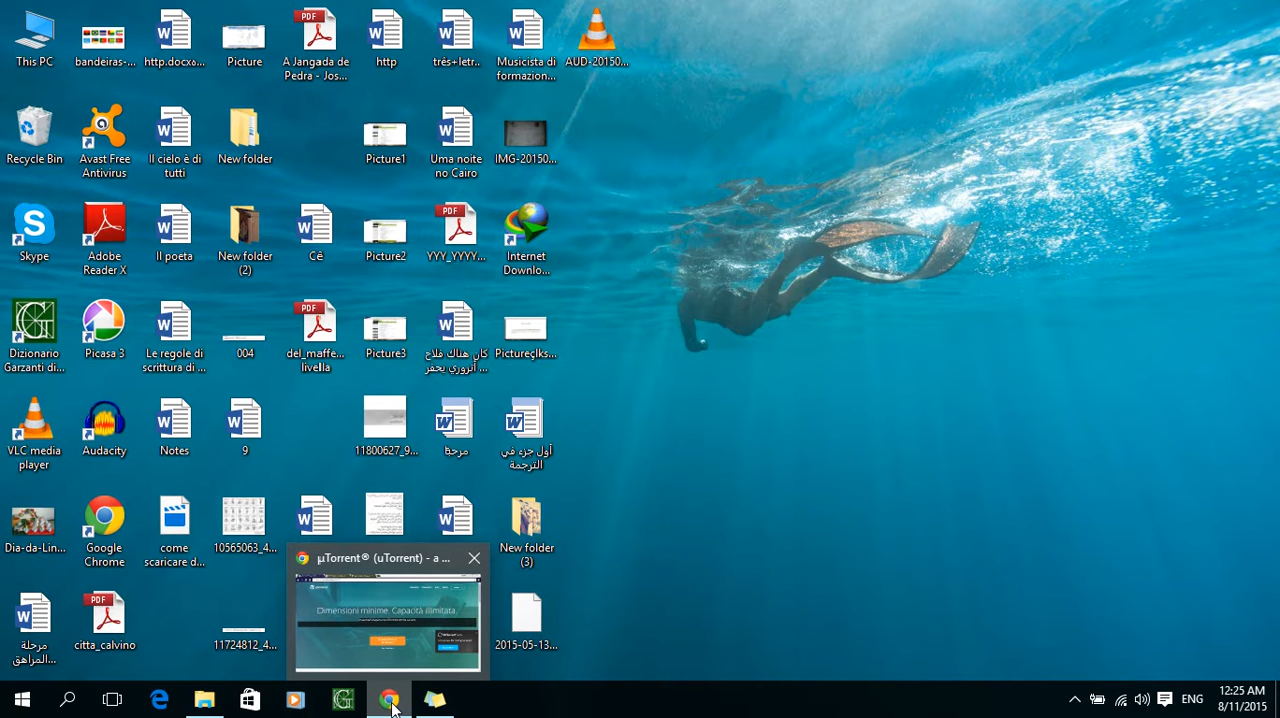 This PC
bandeiras-...
http.docxه...
Picture
PDF
A Jangada de
Pedra - Jos...
http
três+letr...
Musicista di
formazion...
AUD-20150...
Recycle Bin
Avast Free
Antivirus
Il cielo è di
tutti
New folder
Picture1
Uma noite
no Cairo
IMG-20150...
Skype
Adobe
Reader X
Il poeta
New folder
(2)
Cë
Picture2
PDF
YYY_YYYY...
Internet
Downlo...
Dizionario
Garzanti di...
Picasa 3
Le regole di
scrittura di ...
004
PDF
del_maffe...
livella
Picture3
كان هناك فلاح
أنروري يحفر ...
Pictureçlks...
VLC media
player
Audacity
Notes
9
11800627_9...
مرحبا
أول جزء في
الترجمة
Dia-da-Lin...
Google
Chrome
come
scaricare d...
10565063_4...
New folder
(3)
µTorrent® (uTorrent) - a ...
Dimensioni minime. Capacità illimitata.
مرحلة
المراهق...
PDF
citta_calvino
11724812_4...
2015-05-13...
ENG
12:25 AM
8/11/2015